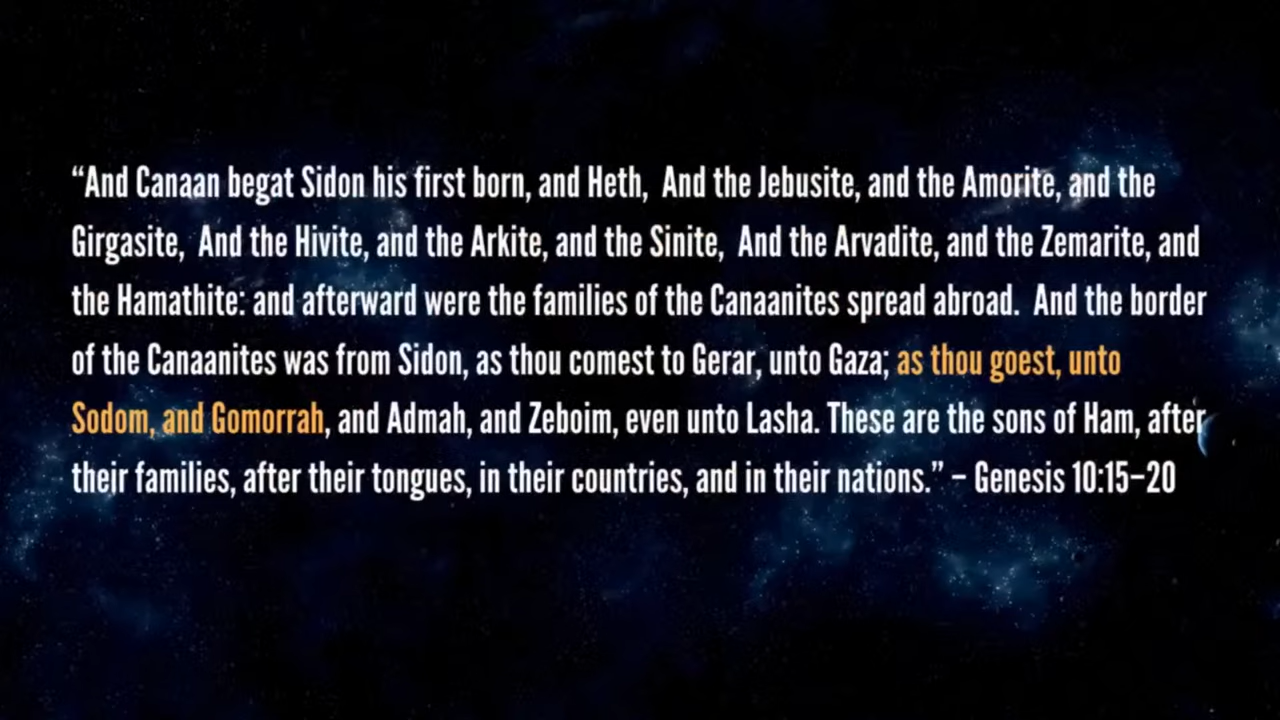 “And Canaan begat Sidon his first born, and Heth,  And the Jebusite, and the Amorite, and the
Girgasite,  And the Hivite, and the Arkite, and the Sinite,  And the Arvadite, and the Zemarite, and
the Hamathite: and afterward were the families of the Canaanites spread abroad.  And the border
of the Canaanites was from Sidon, as thou comest to Gerar, unto Gaza; as thou goest, unto
Sodom, and Gomorrah, and Admah, and Zeboim, even unto Lasha. These are the sons of Ham, after
their families, after their tongues, in their countries, and in their nations.” – Genesis 10:15–20